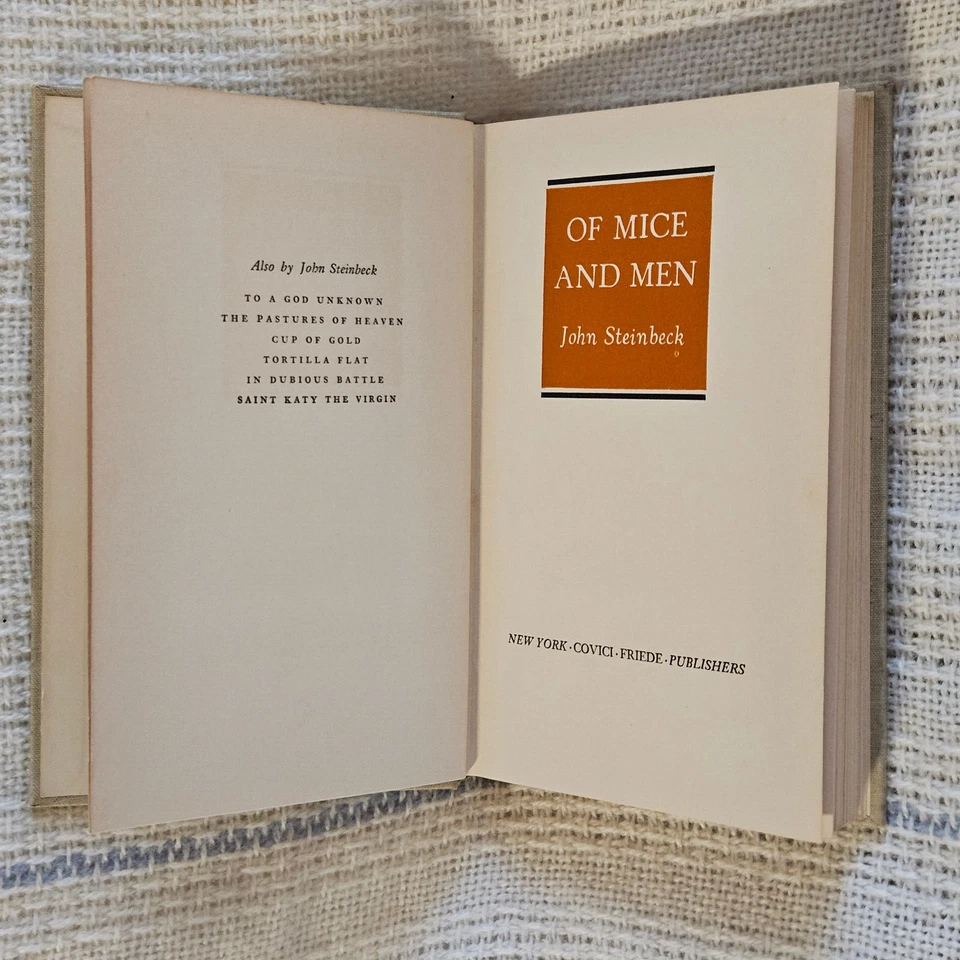 Also by John Steinbeck
TO A GOD UNKNOWN
THE PASTURES OF HEAVEN
CUP OF GOLD
TORTILLA FLAT
IN DUBIOUS BATTLE
SAINT KATY THE VIRGIN
OF MICE
AND MEN
John Steinbeck
NEW YORK · COVICI · FRIEDE · PUBLISHERS